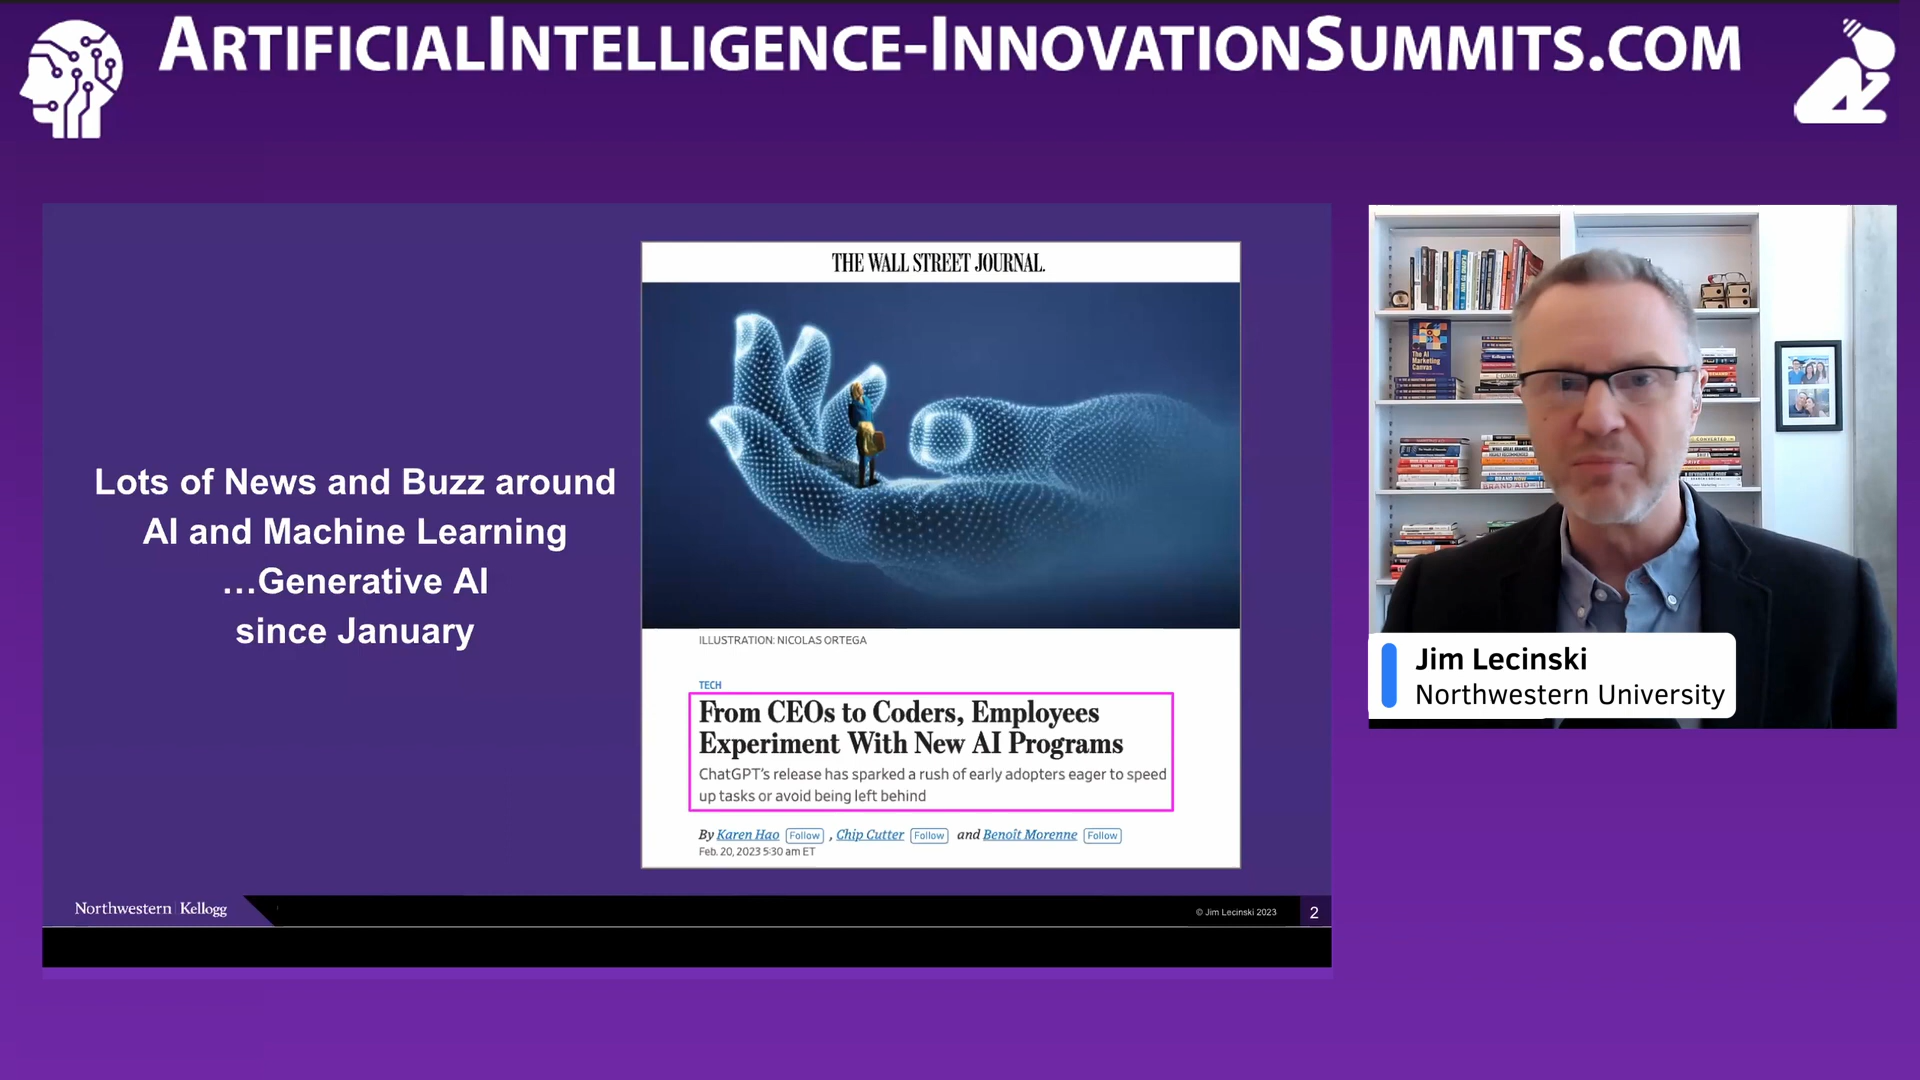 ARTIFICIALINTELLIGENCE-INNOVATIONSUMMITS.COM
Lots of News and Buzz around
AI and Machine Learning
...Generative AI
since January
THE WALL STREET JOURNAL.
ILLUSTRATION: NICOLAS ORTEGA
TECH
From CEOs to Coders, Employees
Experiment With New AI Programs
ChatGPT's release has sparked a rush of early adopters eager to speed
up tasks or avoid being left behind
By Karen Hao Follow , Chip Cutter Follow and Benoît Morenne Follow
Feb. 20, 2023 5:30 am ET
Northwestern | Kellogg
© Jim Lecinski 2023
2
The AI
Marketing
Canvas
Jim Lecinski
Northwestern University